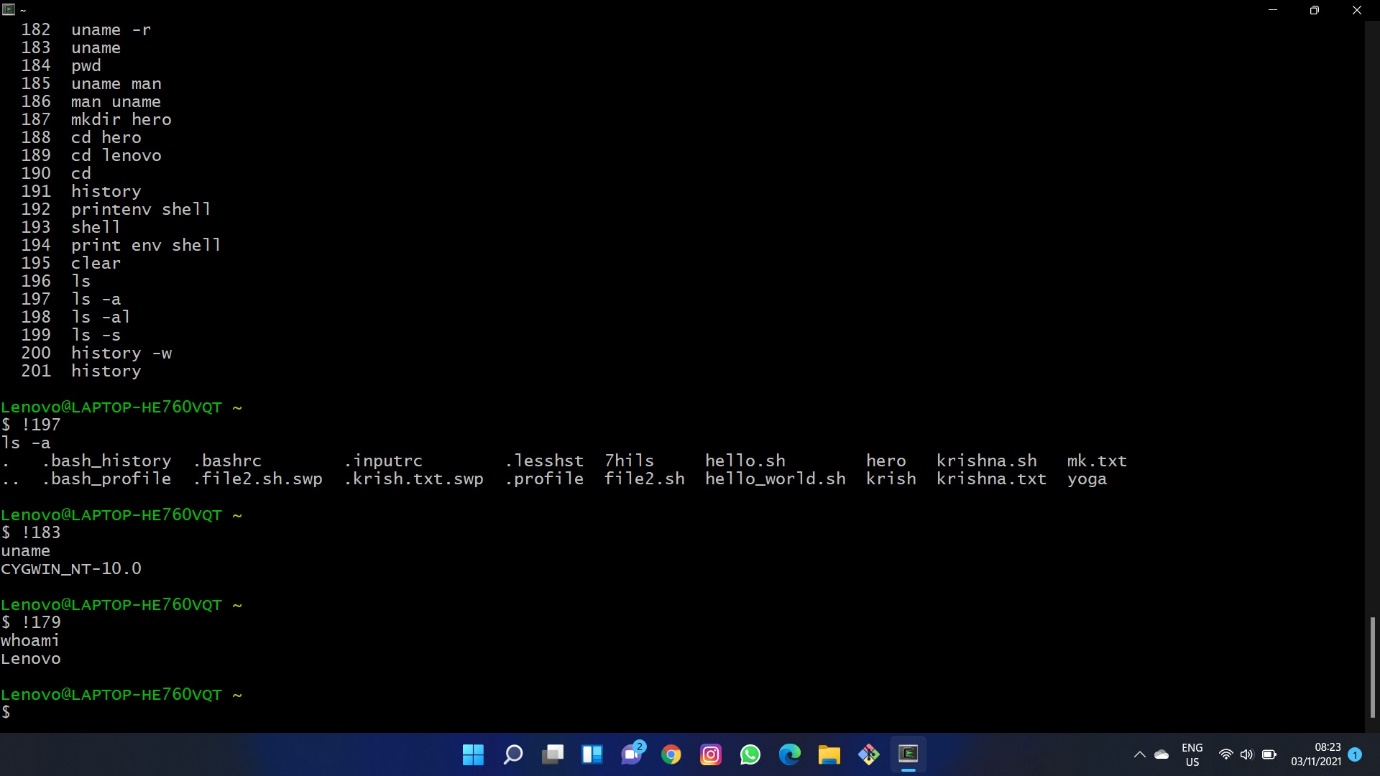 ~
182 uname -r
183 uname
184 pwd
185 uname man
186 man uname
187 mkdir hero
188 cd hero
189 cd lenovo
190 cd
191 history
192 printenv shell
193 shell
194 print env shell
195 clear
196 ls
197 ls -a
198 ls -al
199 ls -s
200 history -w
201 history
Lenovo@LAPTOP-HE760VQT ~
$ !197
ls -a
. .bash_history .bashrc .inputrc .lesshst 7hils hello.sh hero krishna.sh mk.txt
.. .bash_profile .file2.sh.swp .krish.txt.swp .profile file2.sh hello_world.sh krish krishna.txt yoga
Lenovo@LAPTOP-HE760VQT ~
$ !183
uname
CYGWIN_NT-10.0
Lenovo@LAPTOP-HE760VQT ~
$ !179
whoami
Lenovo
Lenovo@LAPTOP-HE760VQT ~
$
2
ENG
US
08:23
03/11/2021
1